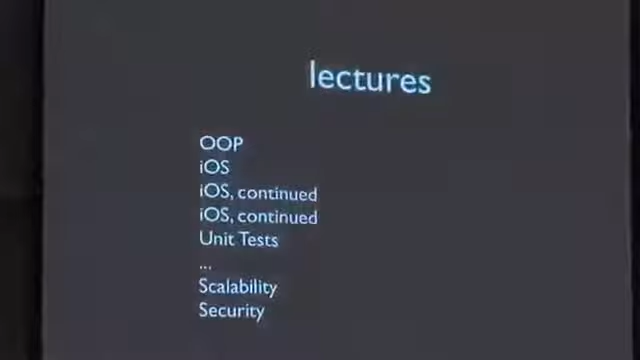 lectures
OOP
iOS
iOS, continued
iOS, continued
Unit Tests
...
Scalability
Security